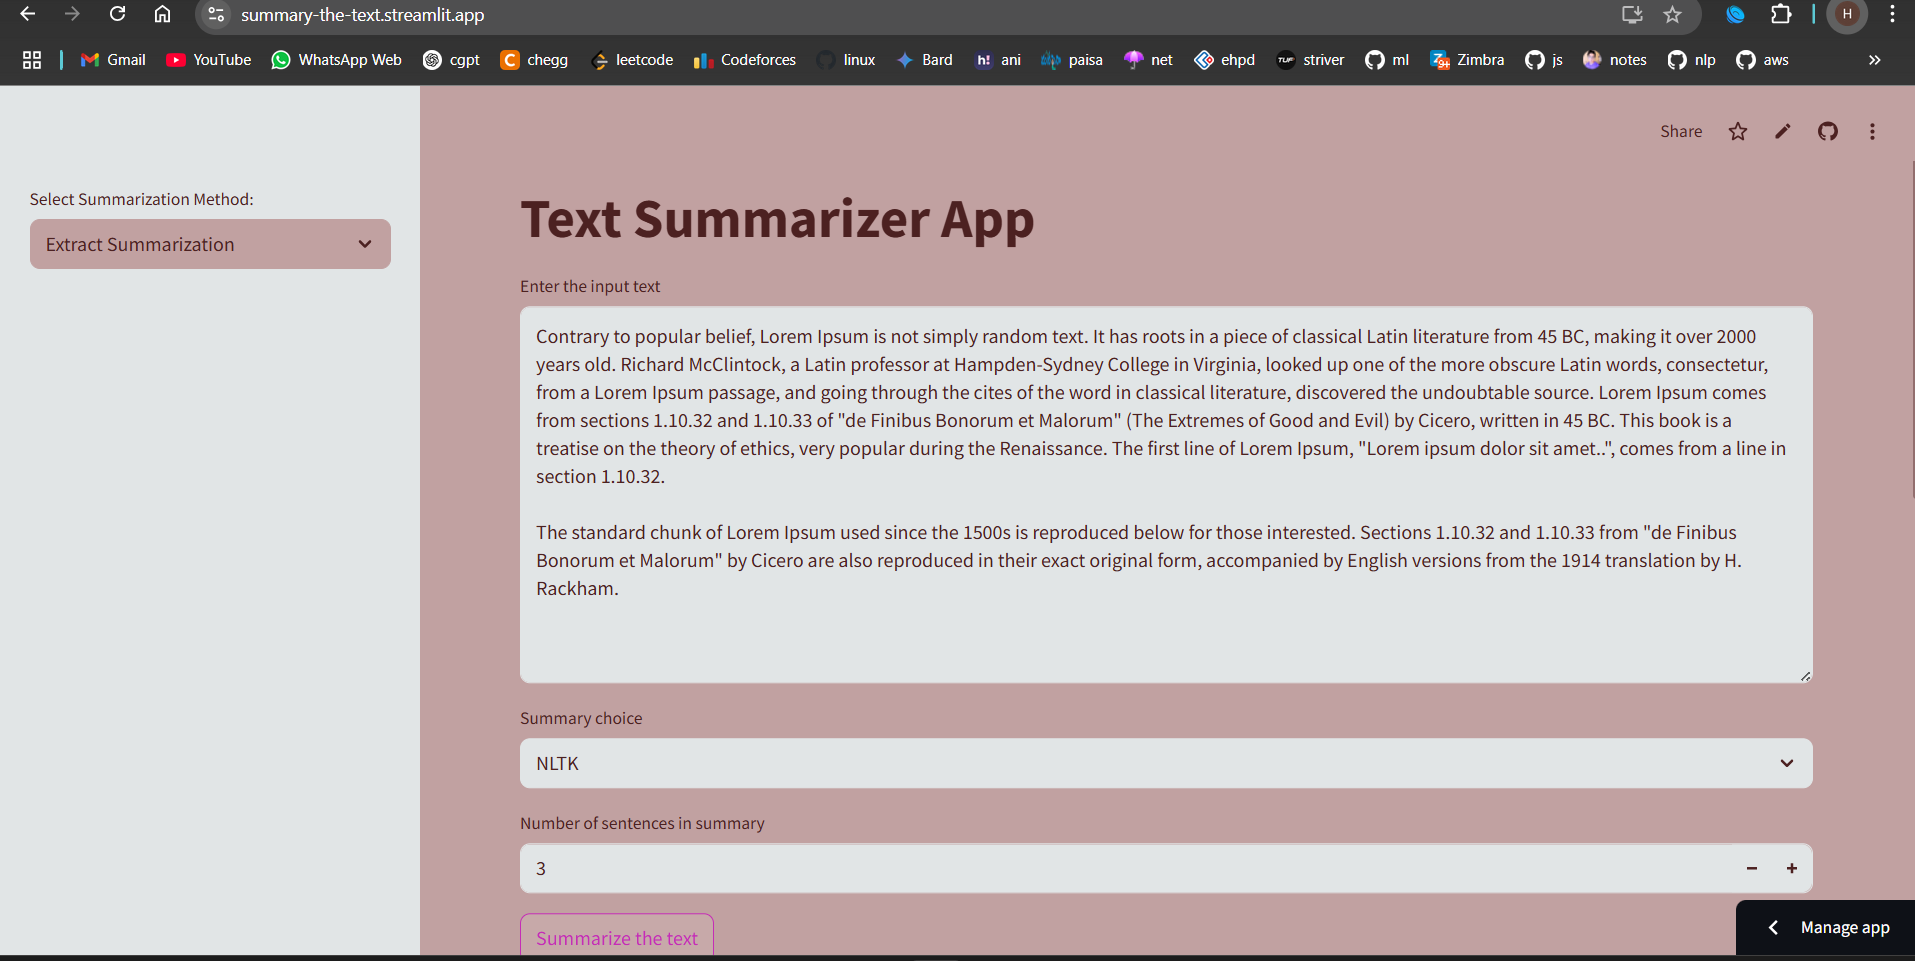 summary-the-text.streamlit.app
H
Gmail
YouTube
WhatsApp Web
cgpt
C
chegg
leetcode
Codeforces
linux
Bard
h!
ani
paisa
net
ehpd
TUF
striver
ml
Z
9+
Zimbra
js
notes
nlp
aws
Share
Select Summarization Method:
Extract Summarization
Text Summarizer App
Enter the input text
Contrary to popular belief, Lorem Ipsum is not simply random text. It has roots in a piece of classical Latin literature from 45 BC, making it over 2000
years old. Richard McClintock, a Latin professor at Hampden-Sydney College in Virginia, looked up one of the more obscure Latin words, consectetur,
from a Lorem Ipsum passage, and going through the cites of the word in classical literature, discovered the undoubtable source. Lorem Ipsum comes
from sections 1.10.32 and 1.10.33 of "de Finibus Bonorum et Malorum" (The Extremes of Good and Evil) by Cicero, written in 45 BC. This book is a
treatise on the theory of ethics, very popular during the Renaissance. The first line of Lorem Ipsum, "Lorem ipsum dolor sit amet..", comes from a line in
section 1.10.32.
The standard chunk of Lorem Ipsum used since the 1500s is reproduced below for those interested. Sections 1.10.32 and 1.10.33 from "de Finibus
Bonorum et Malorum" by Cicero are also reproduced in their exact original form, accompanied by English versions from the 1914 translation by H.
Rackham.
Summary choice
NLTK
Number of sentences in summary
3
Summarize the text
Manage app